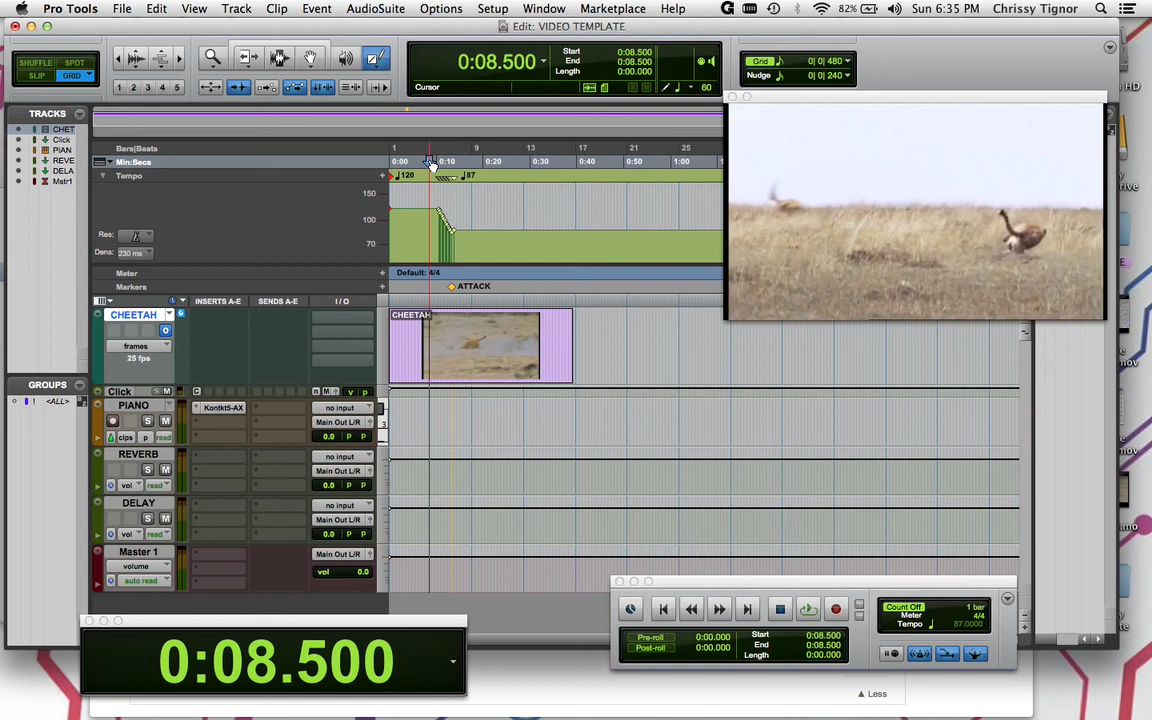 Pro Tools File Edit View Track Clip Event AudioSuite Options Setup Window Marketplace Help 82% Sun 6:35 PM Chrissy Tignor
Edit: VIDEO TEMPLATE
SHUFFLE SPOT
SLIP GRID
1 2 3 4 5
0:08.500
Start 0:08.500
End 0:08.500
Length 0:00.000
Cursor 60
Grid 0| 0| 480
Nudge 0| 0| 240
TRACKS
CHET
Click
PIAN
REVE
DELA
Mstr1
Bars|Beats 1 9 13 17 21 25
Min:Secs 0:00 0:10 0:20 0:30 0:40 0:50 1:00
Tempo 120 87
150
100
70
Res:
Dens: 230 ms
Meter Default: 4/4
Markers ATTACK
INSERTS A-E SENDS A-E I / O
CHEETAH
frames
25 fps
CHEETAH
GROUPS
1 <ALL>
Click S M
PIANO
S M
clps p read
Kontkt5-AX
no input
Main Out L/R
0.0 P P
3
REVERB
S M
vol read
no input
Main Out L/R
0.0 P P
DELAY
S M
vol read
no input
Main Out L/R
0.0 P P
Master 1
volume
auto read
Main Out L/R
vol 0.0
0:08.500
Pre-roll 0:00.000
Post-roll 0:00.000
Start 0:08.500
End 0:08.500
Length 0:00.000
Count Off 1 bar
Meter 4/4
Tempo 87.0000
Less